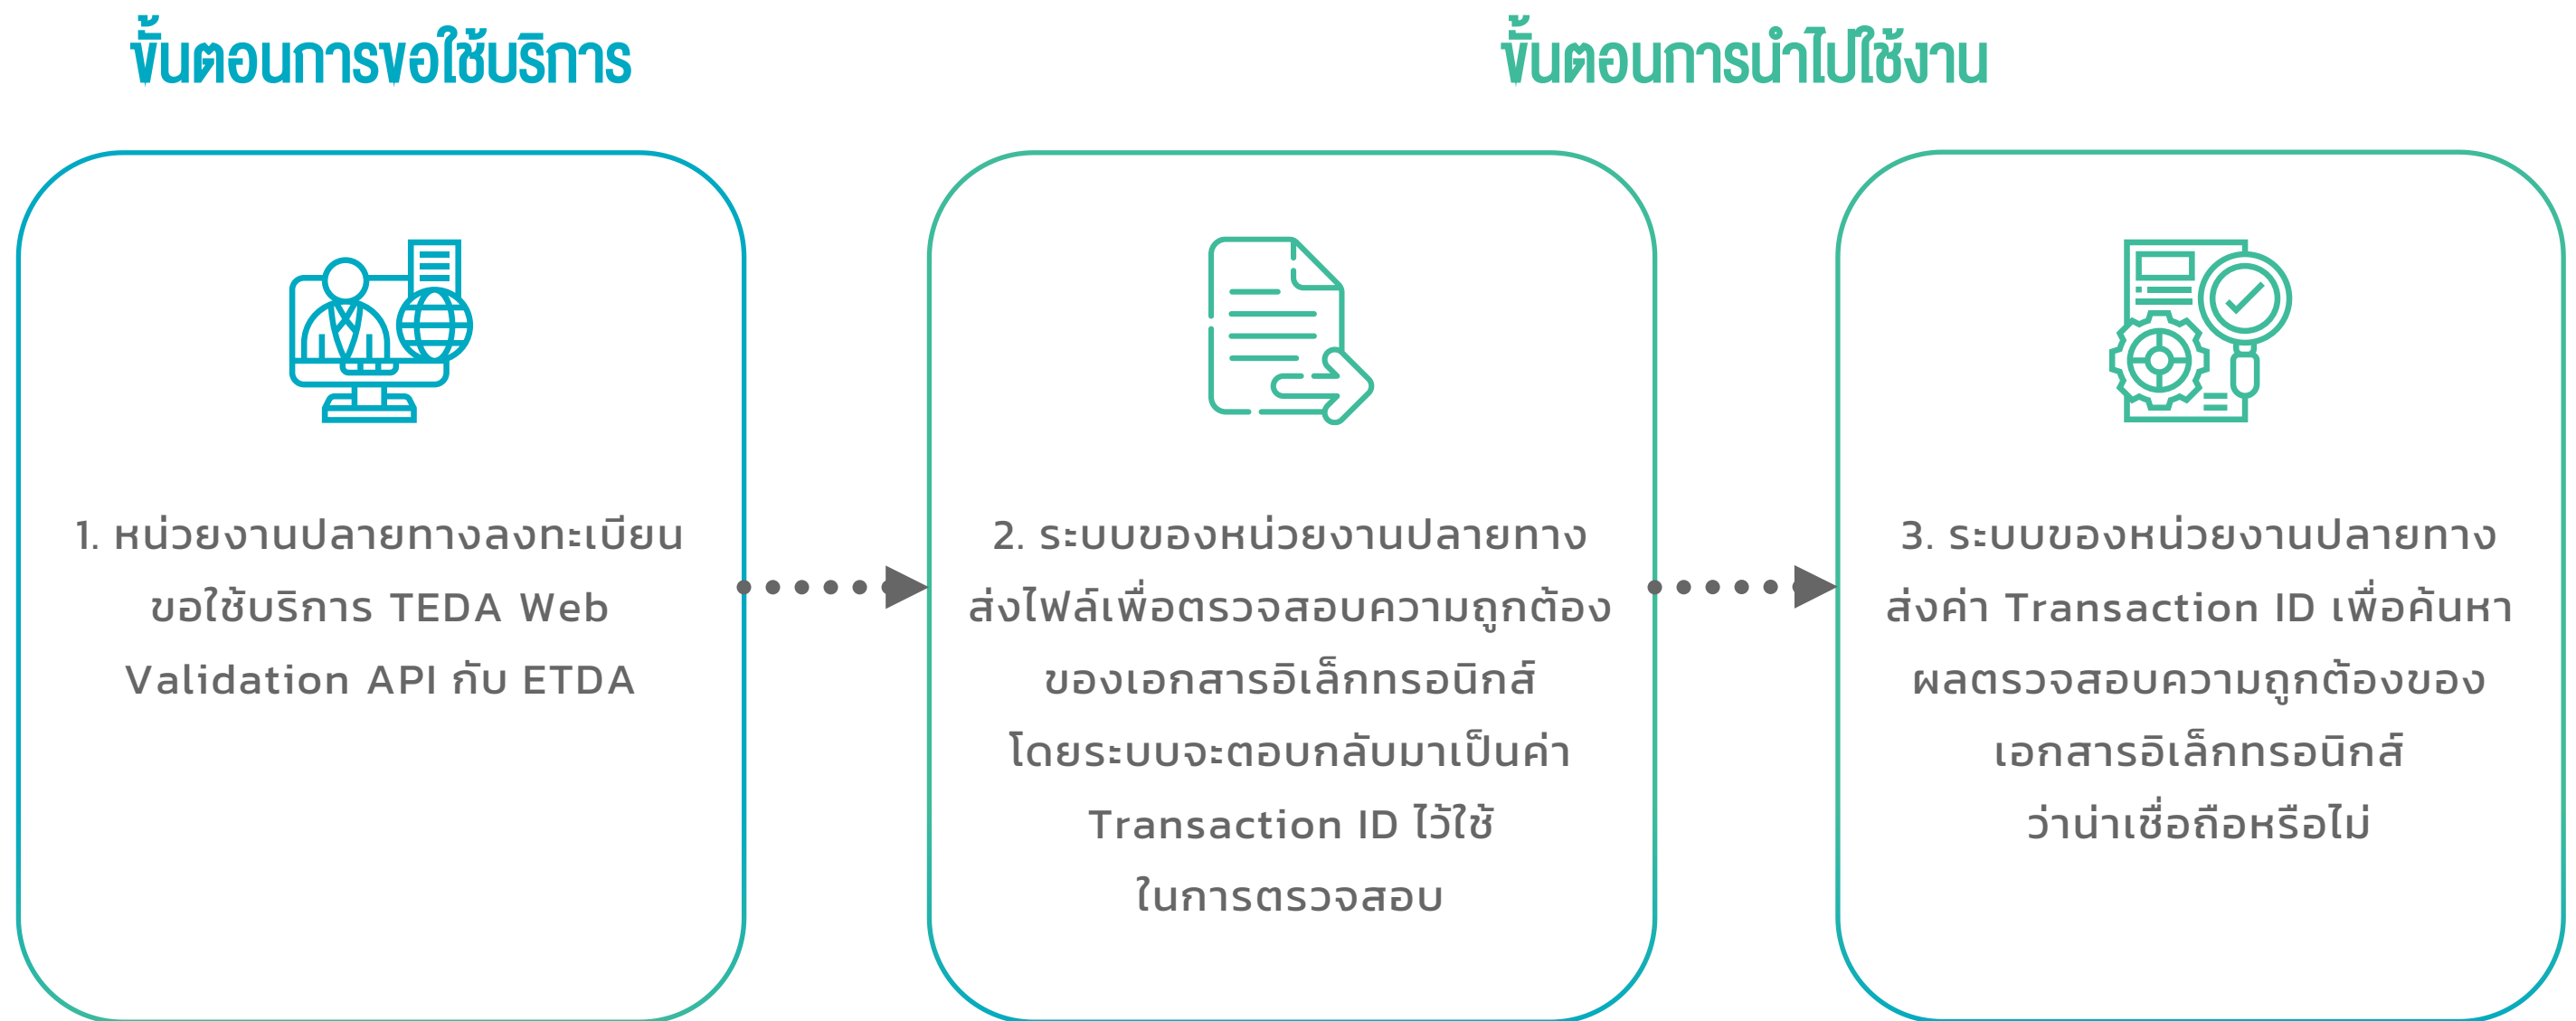 ขั้นตอนการขอใช้บริการ
ขั้นตอนการนำไปใช้งาน
1. หน่วยงานปลายทางลงทะเบียน
ขอใช้บริการ TEDA Web
Validation API กับ ETDA
2. ระบบของหน่วยงานปลายทาง
ส่งไฟล์เพื่อตรวจสอบความถูกต้อง
ของเอกสารอิเล็กทรอนิกส์
โดยระบบจะตอบกลับมาเป็นค่า
Transaction ID ไว้ใช้
ในการตรวจสอบ
3. ระบบของหน่วยงานปลายทาง
ส่งค่า Transaction ID เพื่อค้นหา
ผลตรวจสอบความถูกต้องของ
เอกสารอิเล็กทรอนิกส์
ว่าน่าเชื่อถือหรือไม่